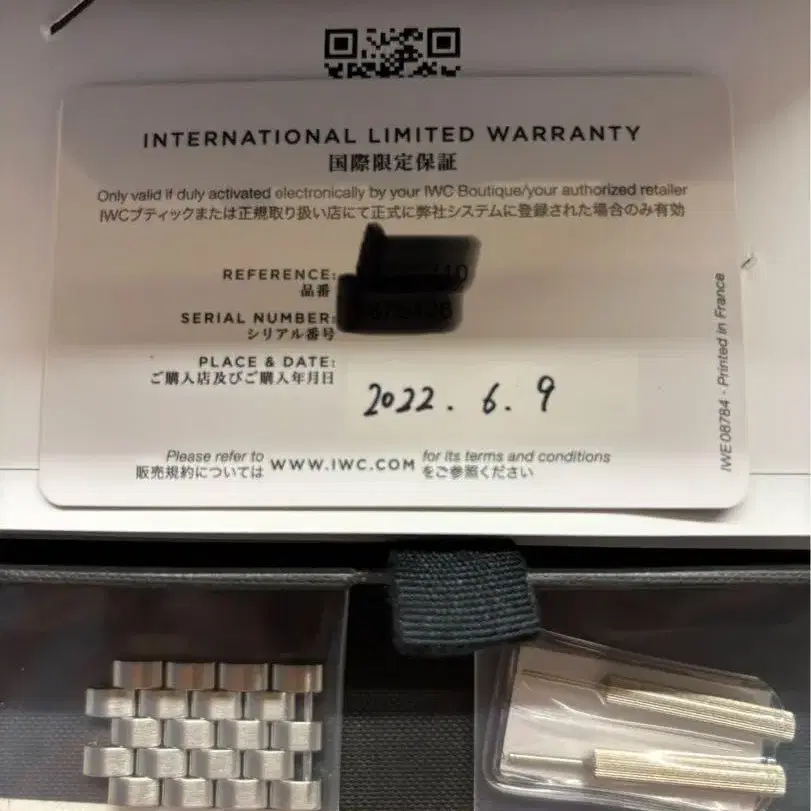 INTERNATIONAL LIMITED WARRANTY
国際限定保証
Only valid if duly activated electronically by your IWC Boutique/your authorized retailer
IWCブティックまたは正規取り扱い店にて正式に弊社システムに登録された場合のみ有効
REFERENCE:
品番
SERIAL NUMBER:
シリアル番号
PLACE & DATE:
ご購入店及びご購入年月日
2022.6.9
Please refer to WWW.IWC.COM for its terms and conditions
販売規約については をご参照ください
IWE08784 · Printed in France